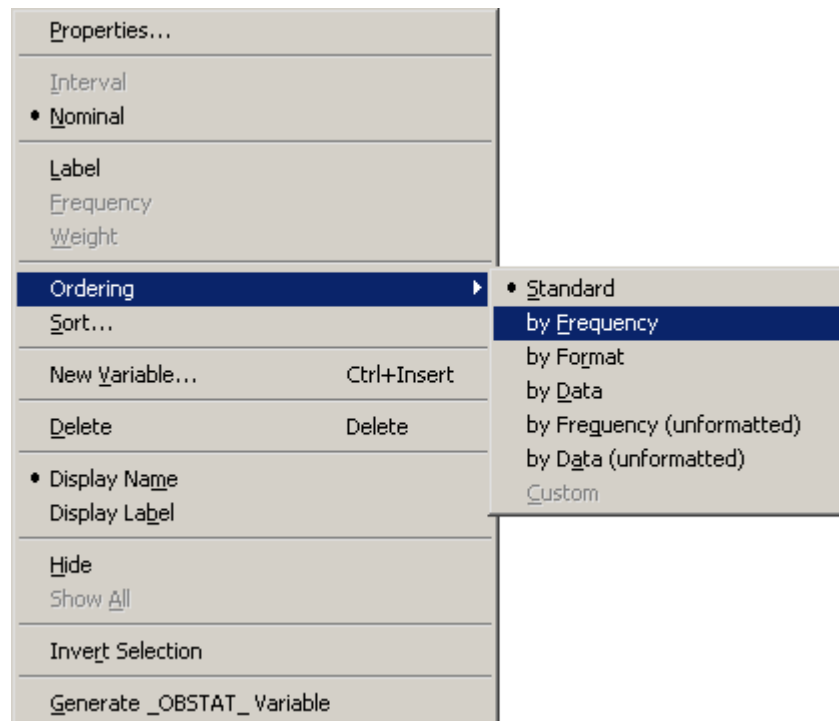 Properties...
Interval
• Nominal
Label
Frequency
Weight
Ordering
Sort...
New Variable... Ctrl+Insert
Delete Delete
• Display Name
Display Label
Hide
Show All
Invert Selection
Generate _OBSTAT_ Variable
• Standard
by Frequency
by Format
by Data
by Frequency (unformatted)
by Data (unformatted)
Custom